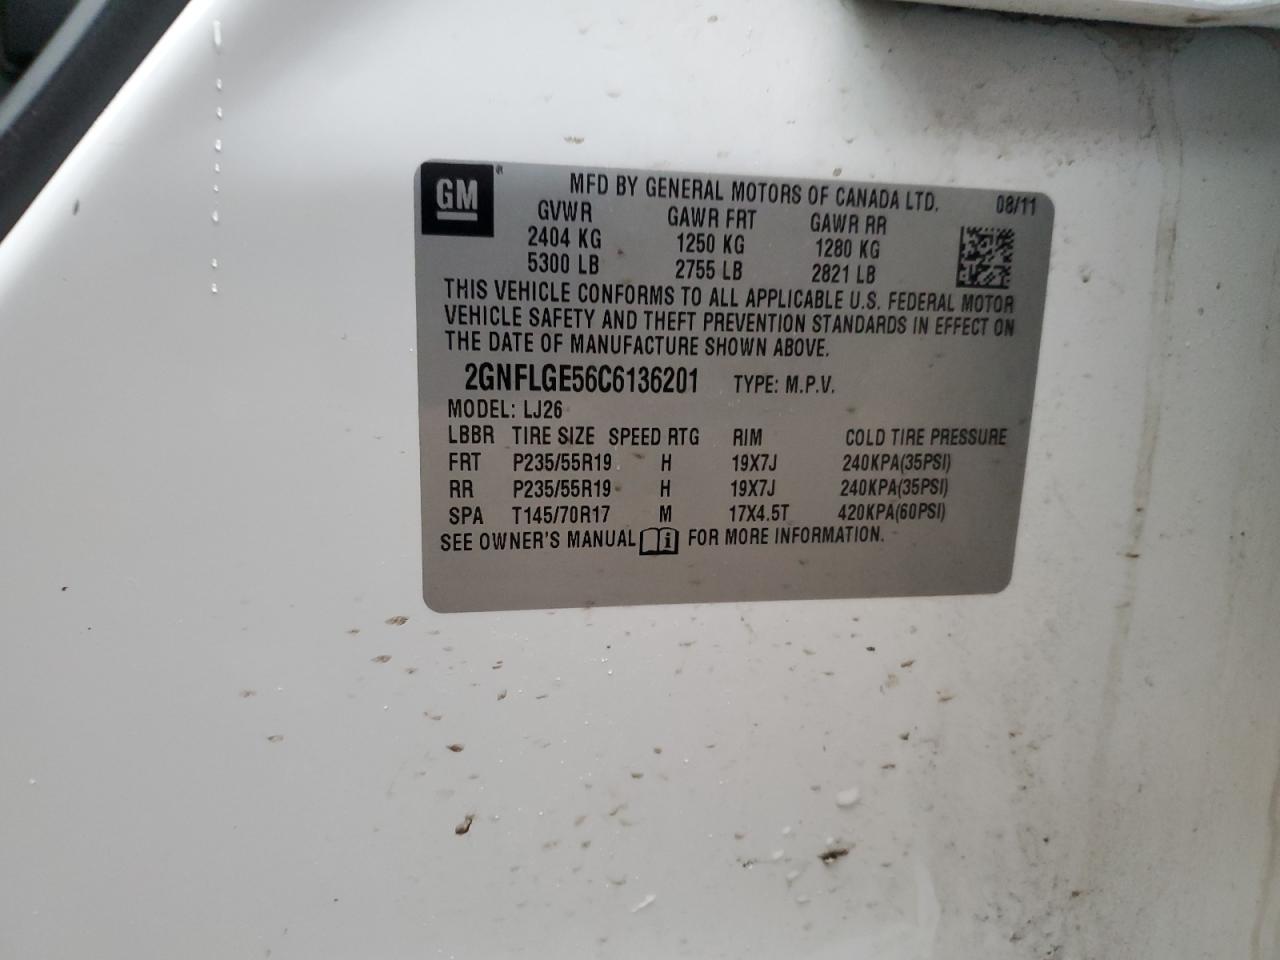 GM ®
MFD BY GENERAL MOTORS OF CANADA LTD. 08/11
GVWR GAWR FRT GAWR RR
2404 KG 1250 KG 1280 KG
5300 LB 2755 LB 2821 LB
THIS VEHICLE CONFORMS TO ALL APPLICABLE U.S. FEDERAL MOTOR
VEHICLE SAFETY AND THEFT PREVENTION STANDARDS IN EFFECT ON
THE DATE OF MANUFACTURE SHOWN ABOVE.
2GNFLGE56C6136201 TYPE: M.P.V.
MODEL: LJ26
LBBR TIRE SIZE SPEED RTG RIM COLD TIRE PRESSURE
FRT P235/55R19 H 19X7J 240KPA(35PSI)
RR P235/55R19 H 19X7J 240KPA(35PSI)
SPA T145/70R17 M 17X4.5T 420KPA(60PSI)
SEE OWNER'S MANUAL i FOR MORE INFORMATION.